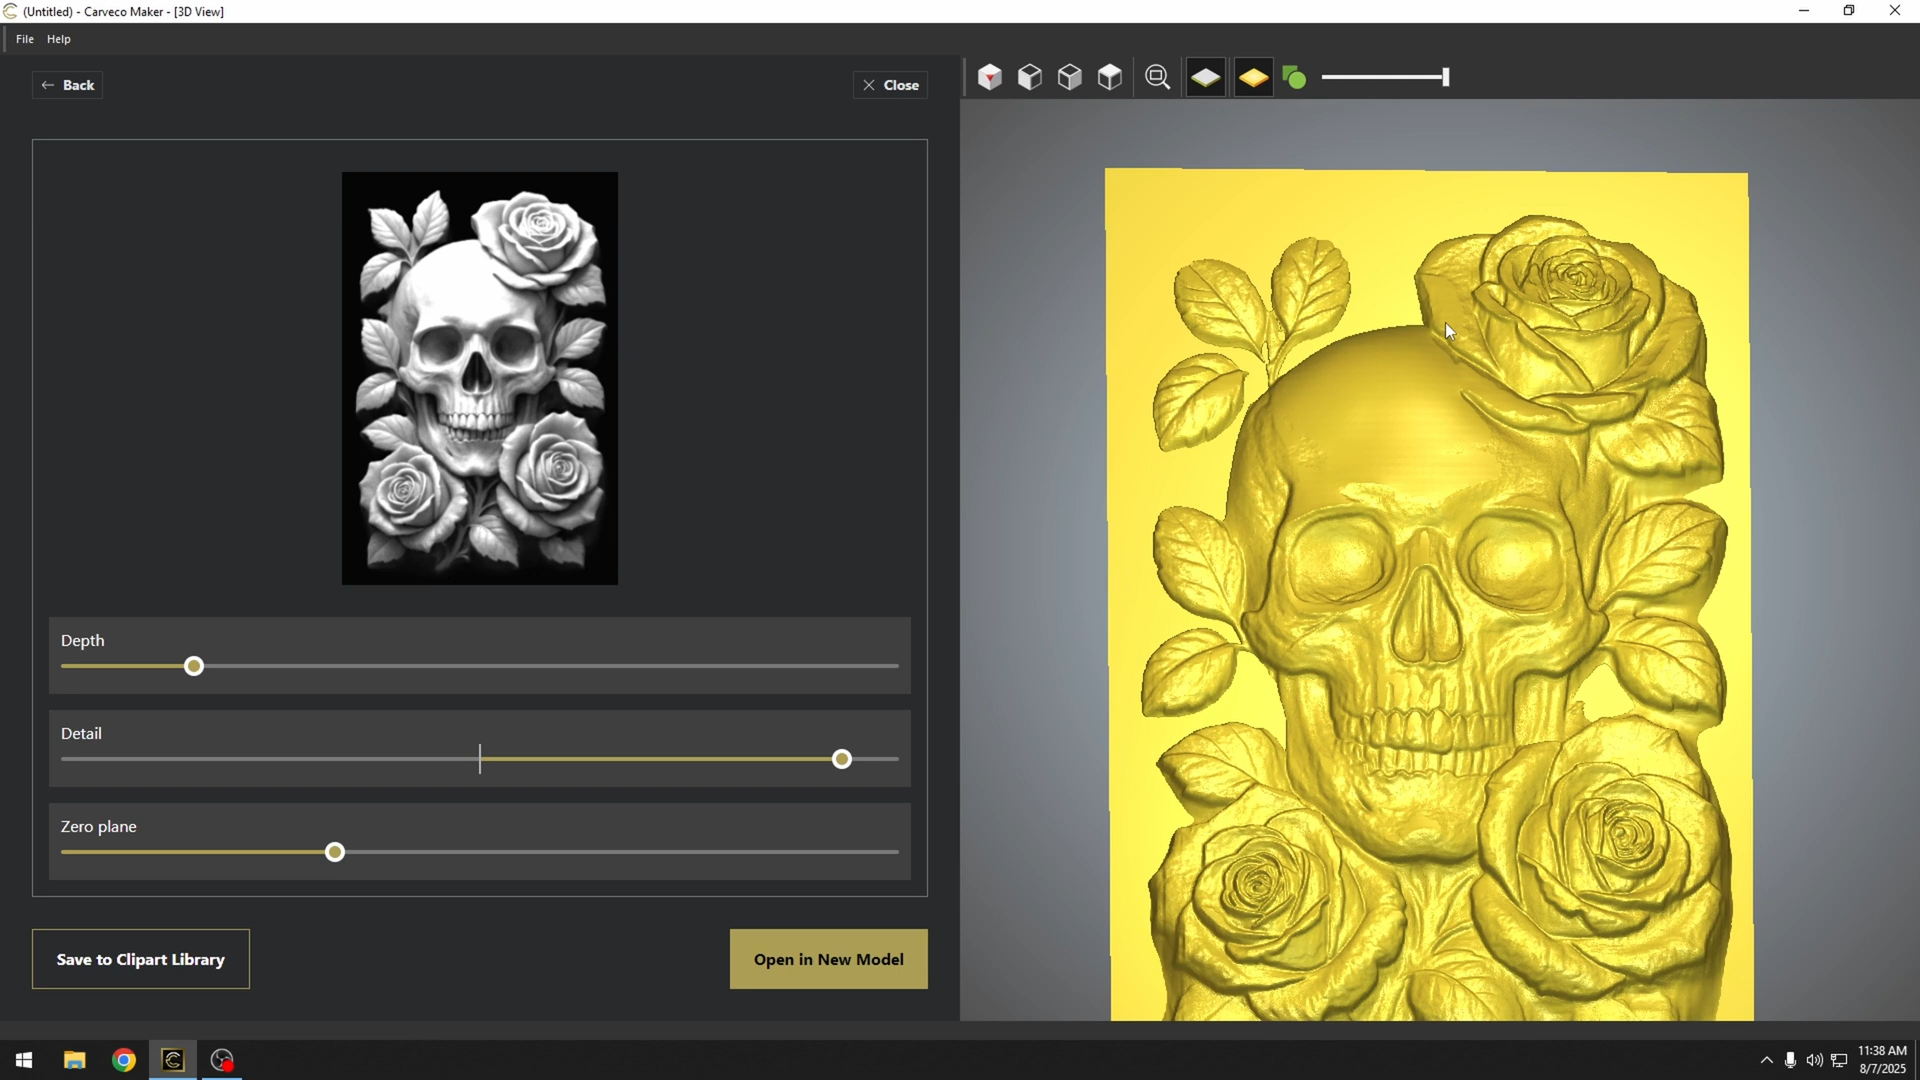 (Untitled) - Carveco Maker - [3D View]
File Help
Back
Close
Depth
Detail
Zero plane
Save to Clipart Library
Open in New Model
11:38 AM
8/7/2025